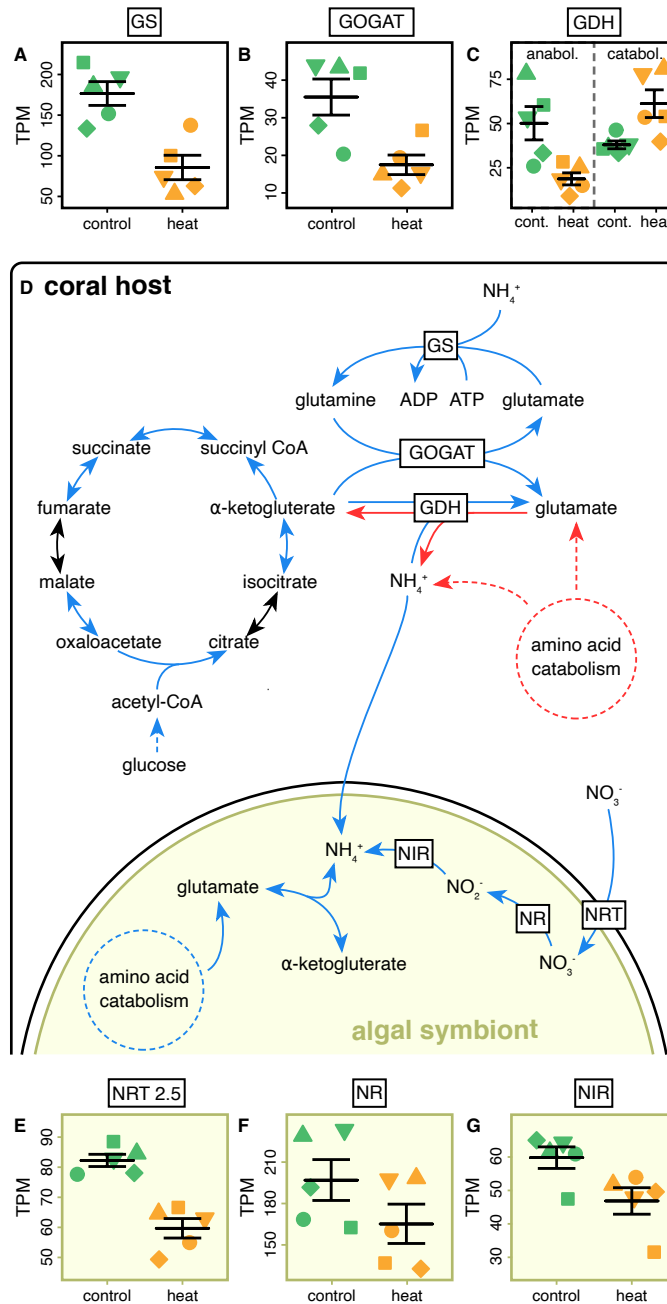 GS
GOGAT
GDH
A
B
C
TPM
200
150
100
50
control
heat
TPM
40
30
20
10
control
heat
TPM
75
50
25
anabol.
catabol.
cont.
heat
cont.
hea
D coral host
NH₄⁺
GS
glutamine
ADP
ATP
glutamate
succinate
succinyl CoA
GOGAT
fumarate
α-ketogluterate
GDH
glutamate
malate
isocitrate
NH₄⁺
oxaloacetate
citrate
amino acid
catabolism
acetyl-CoA
glucose
NO₃⁻
NH₄⁺
NIR
glutamate
NO₂⁻
NR
NRT
amino acid
catabolism
α-ketogluterate
NO₃⁻
algal symbiont
NRT 2.5
NR
NIR
E
F
G
TPM
90
80
70
60
50
control
heat
210
180
150
control
heat
60
50
40
30
control
heat